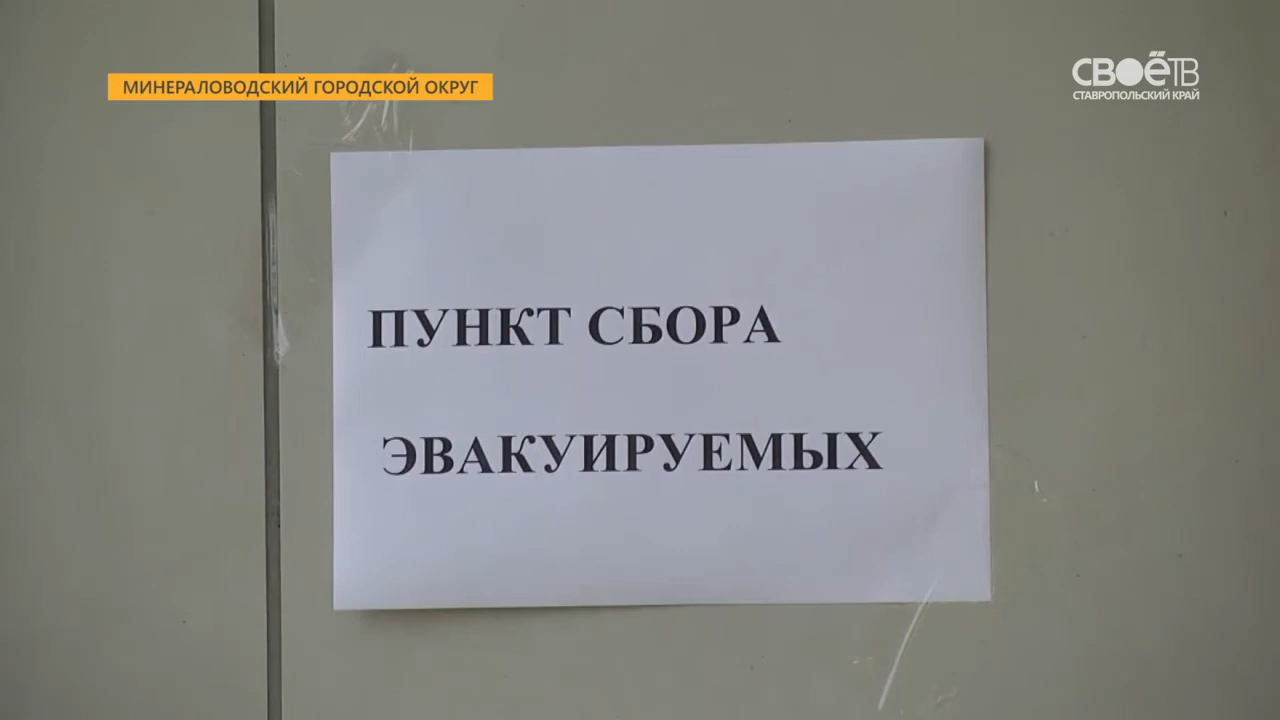 МИНЕРАЛОВОДСКИЙ ГОРОДСКОЙ ОКРУГ
СВОЁТВ
СТАВРОПОЛЬСКИЙ КРАЙ
ПУНКТ СБОРА
ЭВАКУИРУЕМЫХ